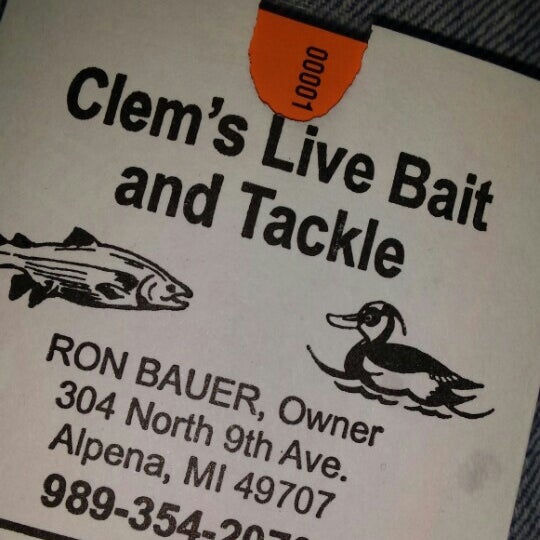 00001
Clem's Live Bait
and Tackle
RON BAUER, Owner
304 North 9th Ave.
Alpena, MI 49707